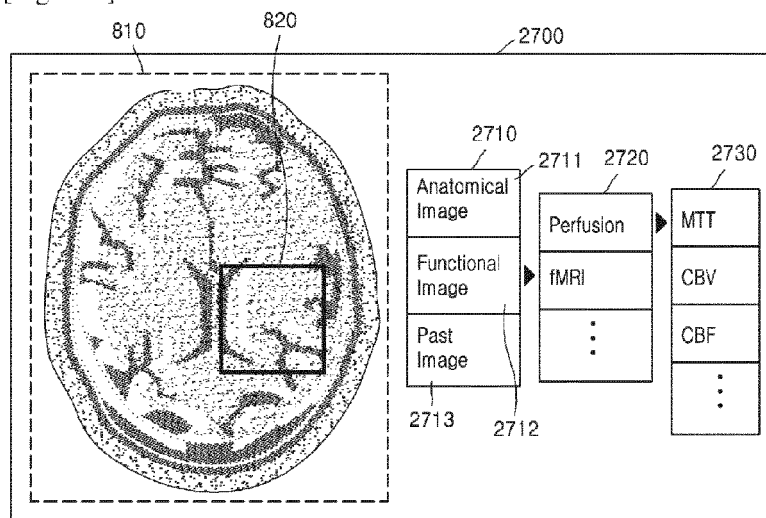 810
820
2700
2710
2711
Anatomical
Image
Functional
Image
Past
Image
2713
2712
2720
Perfusion
fMRI
2730
MTT
CBV
CBF